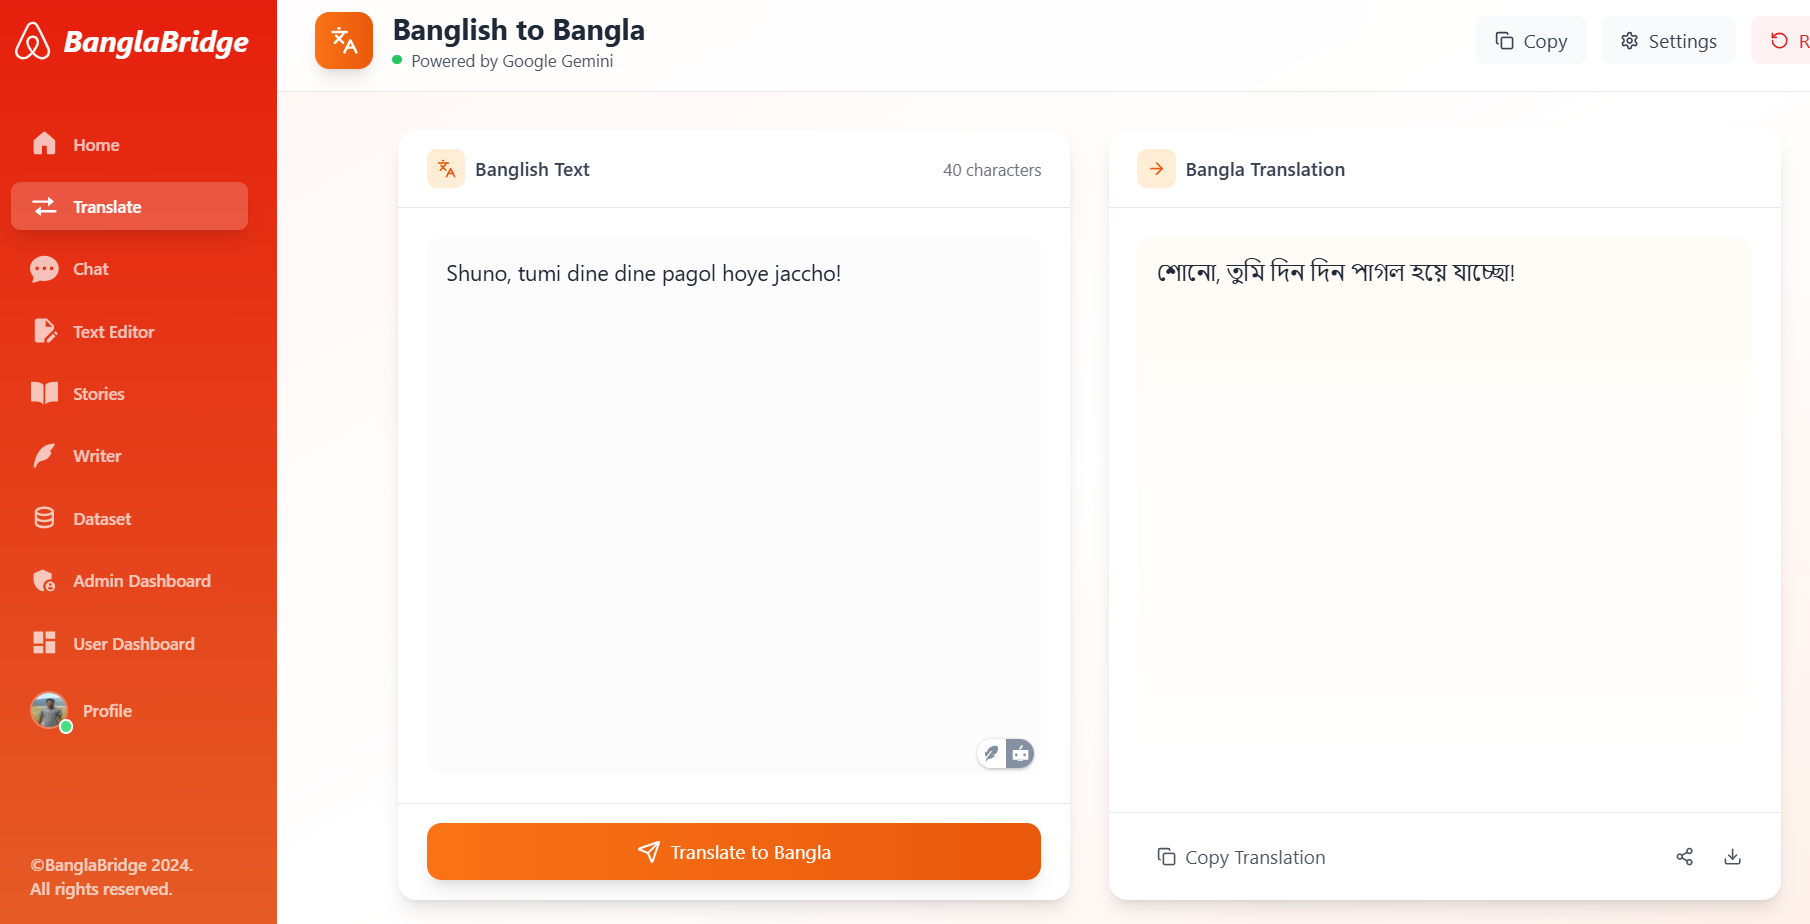 BanglaBridge
Home
Translate
Chat
Text Editor
Stories
Writer
Dataset
Admin Dashboard
User Dashboard
Profile
©BanglaBridge 2024.
All rights reserved.
Banglish to Bangla
Powered by Google Gemini
Copy
Settings
R
Banglish Text
40 characters
Shuno, tumi dine dine pagol hoye jaccho!
Translate to Bangla
Bangla Translation
শোনো, তুমি দিন দিন পাগল হয়ে যাচ্ছো!
Copy Translation